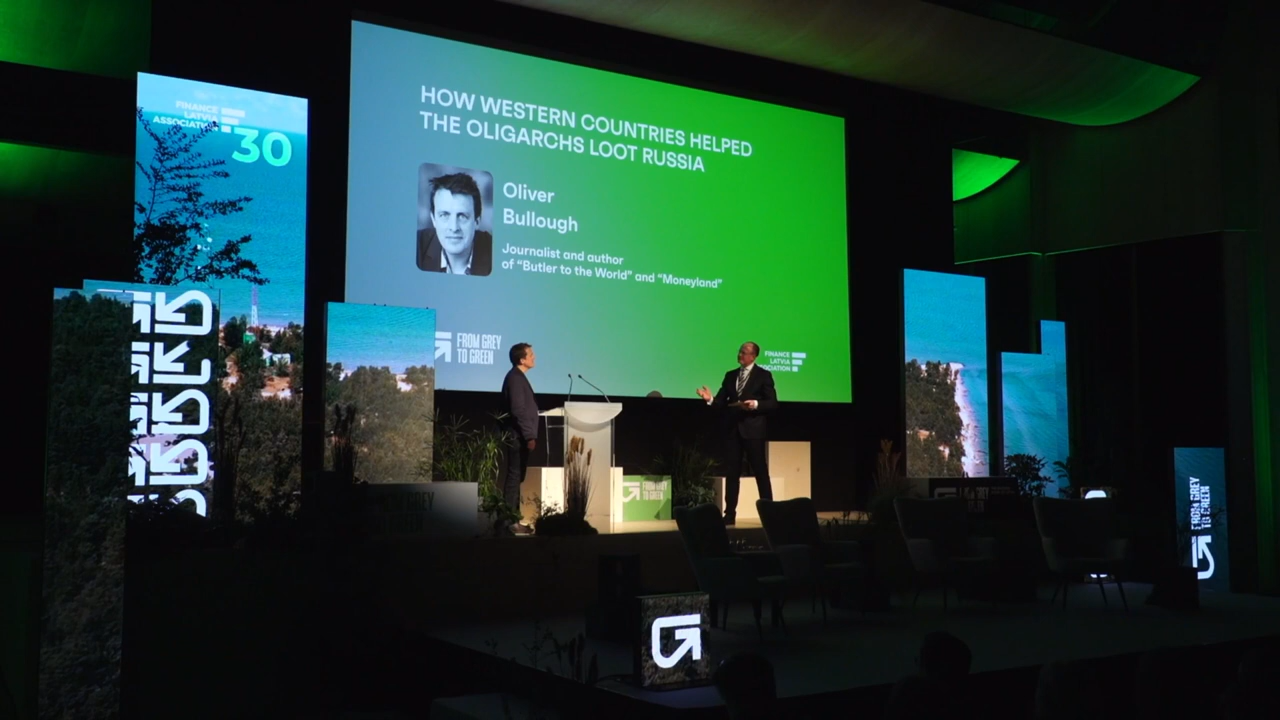 FINANCE
LATVIA
ASSOCIATION
30
HOW WESTERN COUNTRIES HELPED
THE OLIGARCHS LOOT RUSSIA
Oliver
Bullough
Journalist and author
of “Butler to the World” and “Moneyland”
FROM GREY
TO GREEN
FINANCE
LATVIA
OCIATION
FROM GREY
TO GREEN
FROM GREY
TO GREEN